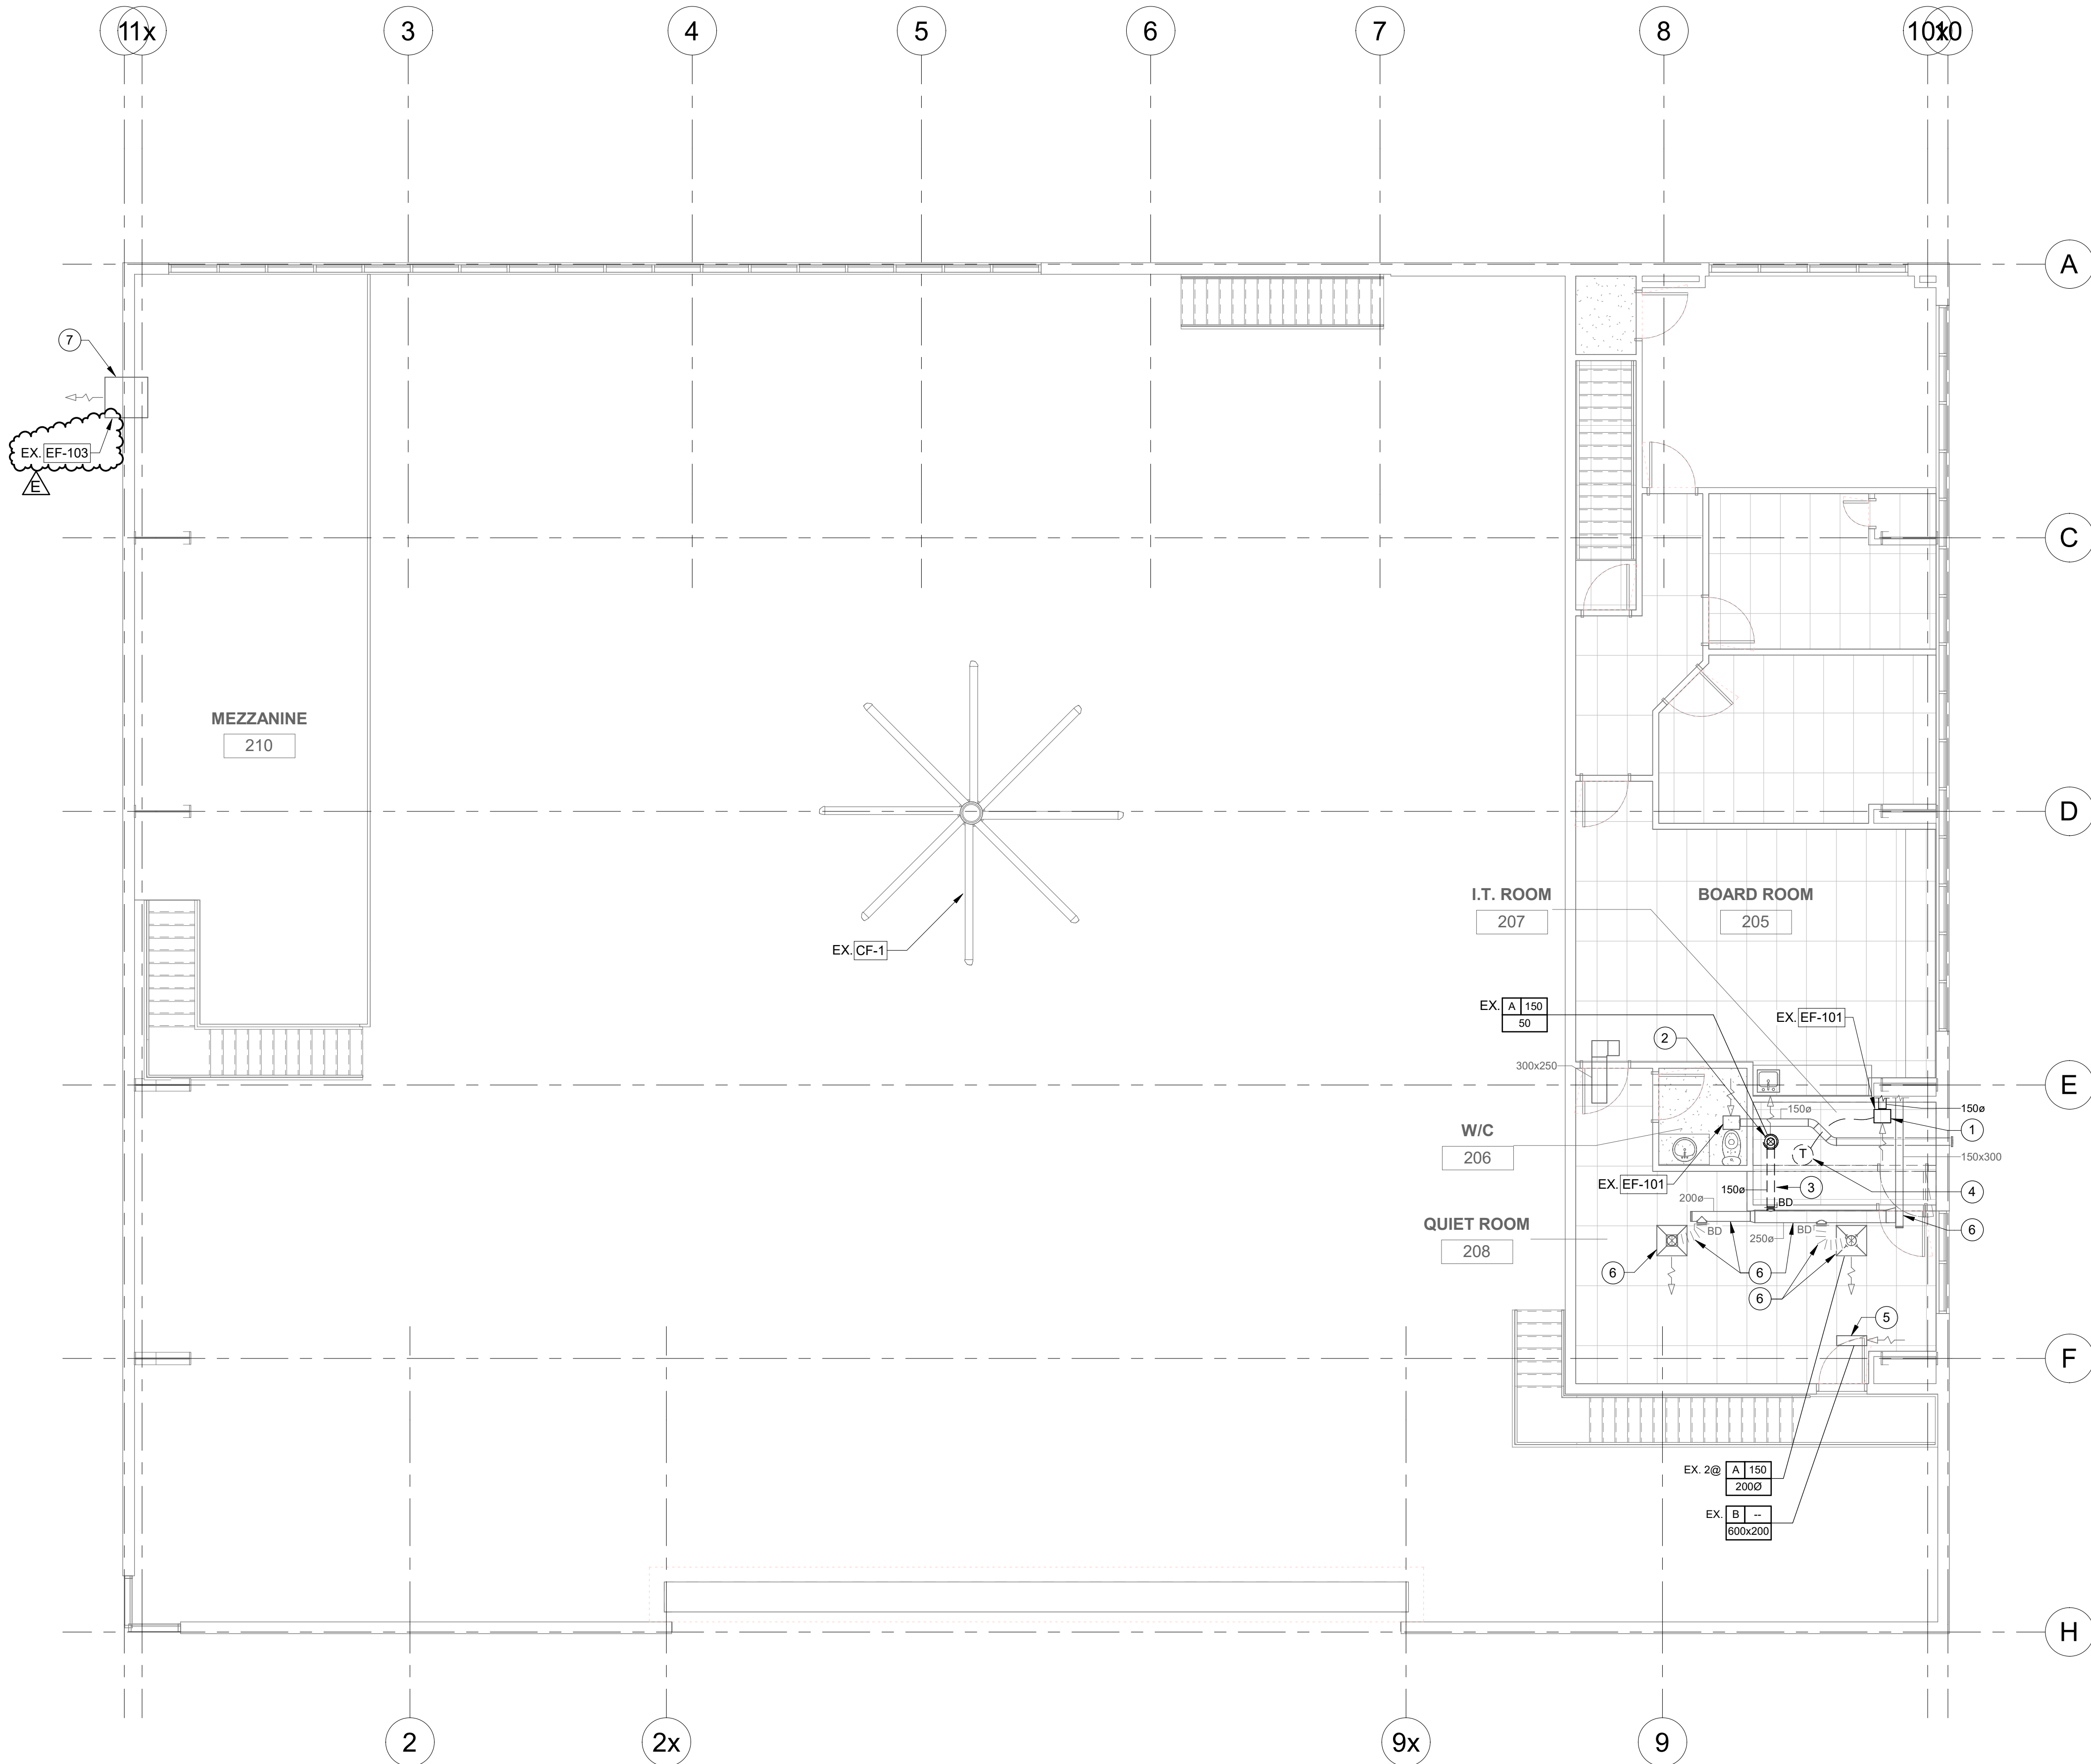 1
1x
3
4
5
6
7
8
10x
10
A
7
EX. EF-103
E
C
MEZZANINE
210
D
I.T. ROOM
207
BOARD ROOM
205
EX. CF-1
EX. A 150
50
EX. EF-101
2
300x250
E
150ø
150ø
1
W/C
206
T
150x300
EX. EF-101
150ø
3
4
200ø
BD
QUIET ROOM
208
BD
250ø
BD
6
6
6
6
5
F
EX. 2@ A 150
200Ø
EX. B --
600x200
H
2
2x
9x
9